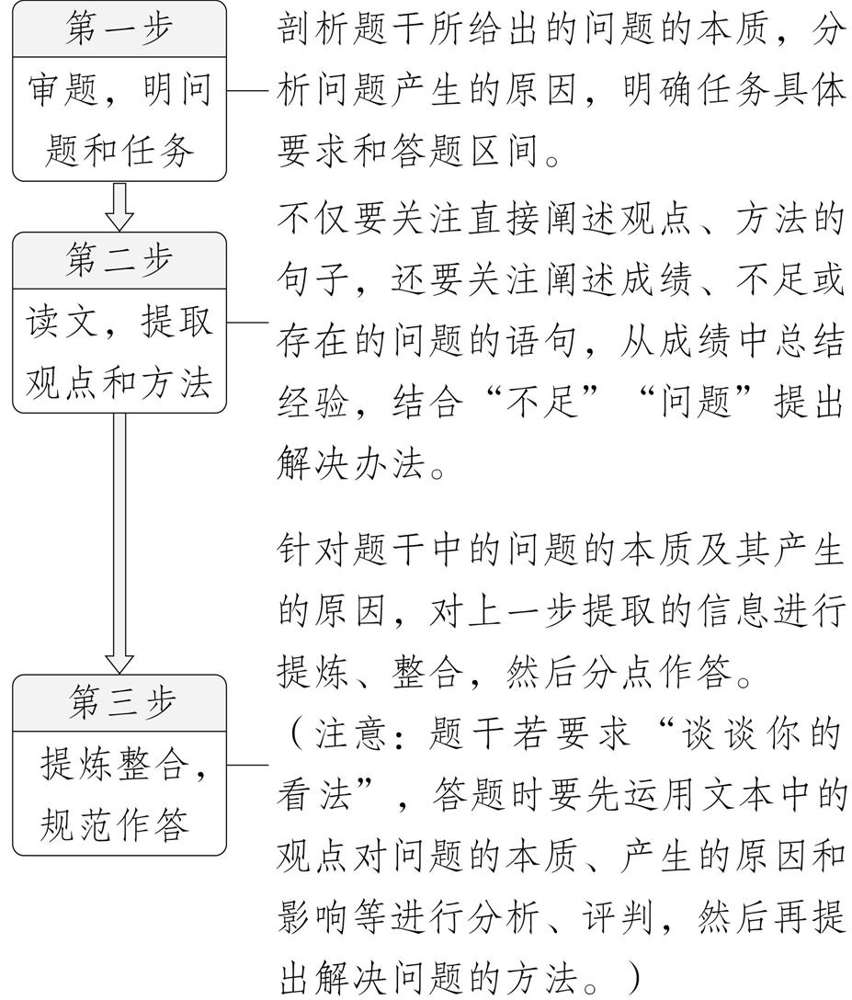 第一步
审题，明问
题和任务
剖析题干所给出的问题的本质，分
析问题产生的原因，明确任务具体
要求和答题区间。
第二步
读文，提取
观点和方法
不仅要关注直接阐述观点、方法的
句子，还要关注阐述成绩、不足或
存在的问题的语句，从成绩中总结
经验，结合“不足”“问题”提出
解决办法。
第三步
提炼整合，
规范作答
针对题干中的问题的本质及其产生
的原因，对上一步提取的信息进行
提炼、整合，然后分点作答。
（注意：题干若要求“谈谈你的
看法”，答题时要先运用文本中的
观点对问题的本质、产生的原因和
影响等进行分析、评判，然后再提
出解决问题的方法。）